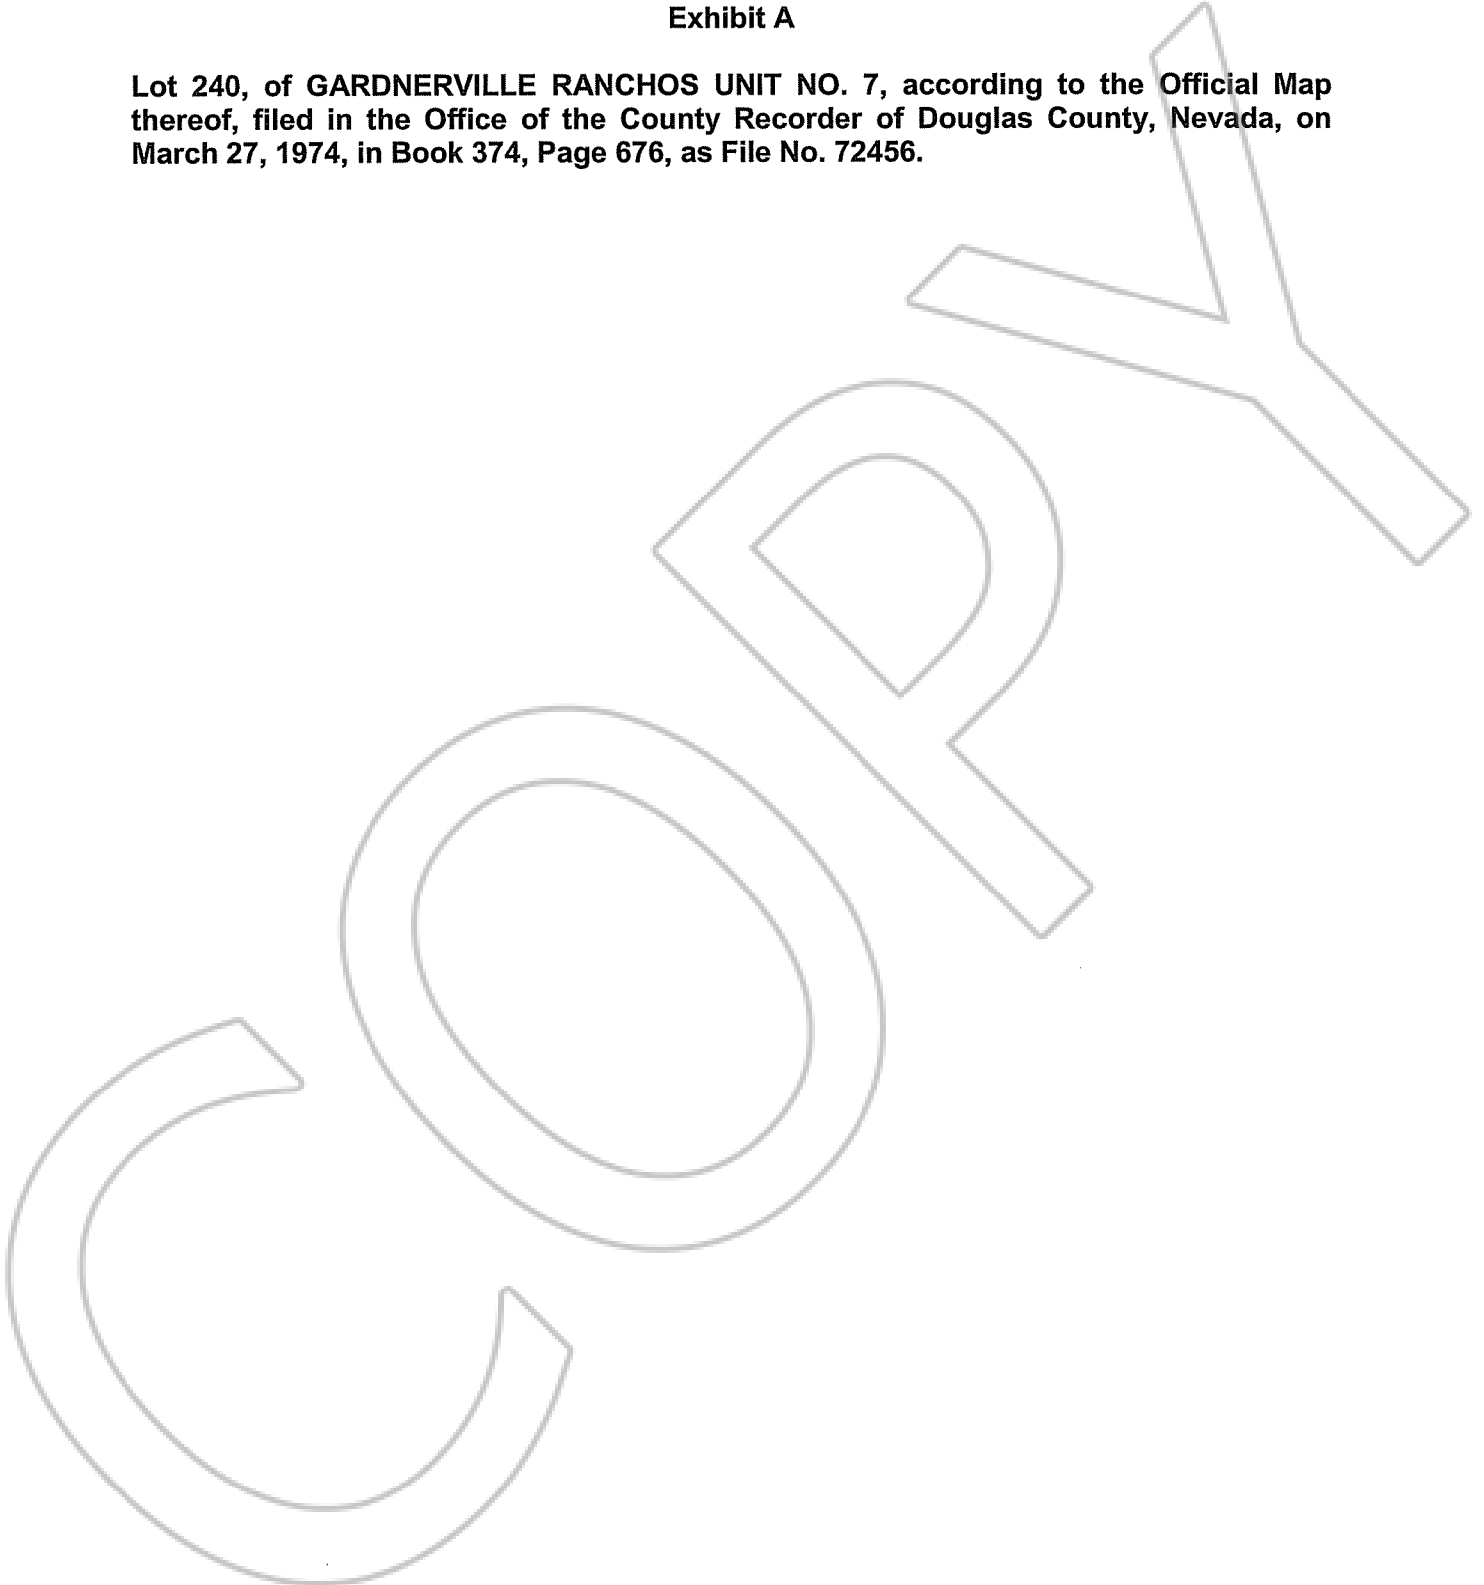 Exhibit A
Lot 240, of GARDNERVILLE RANCHOS UNIT NO. 7, according to the Official Map
thereof, filed in the Office of the County Recorder of Douglas County, Nevada, on
March 27, 1974, in Book 374, Page 676, as File No. 72456.
COPY